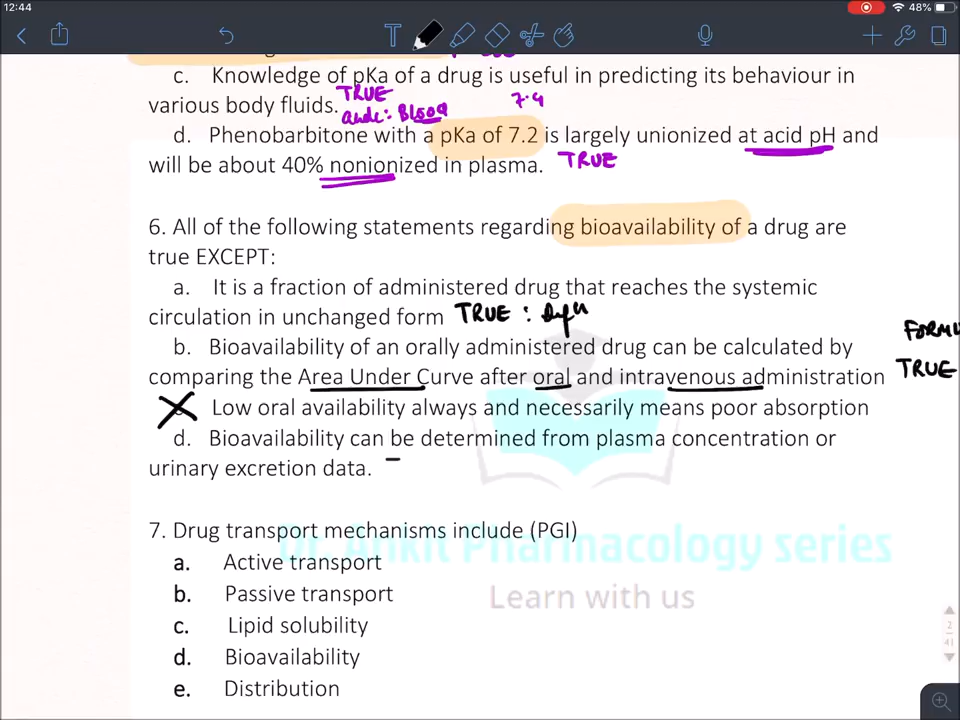 12:44
48%
c. Knowledge of pKa of a drug is useful in predicting its behaviour in
TRUE
various body fluids.
7.4
d. Phenobarbitone with a pKa of 7.2 is largely unionized at acid pH and
will be about 40% nonionized in plasma. TRUE
6. All of the following statements regarding bioavailability of a drug are
true EXCEPT:
a. It is a fraction of administered drug that reaches the systemic
circulation in unchanged form TRUE :
b. Bioavailability of an orally administered drug can be calculated by
comparing the Area Under Curve after oral and intravenous administration TRUE
Low oral availability always and necessarily means poor absorption
d. Bioavailability can be determined from plasma concentration or
urinary excretion data.
7. Drug transport mechanisms include (PGI)
Dr. Ankit Pharmacology series
a. Active transport
b. Passive transport
Learn with us
c. Lipid solubility
d. Bioavailability
e. Distribution
2
41